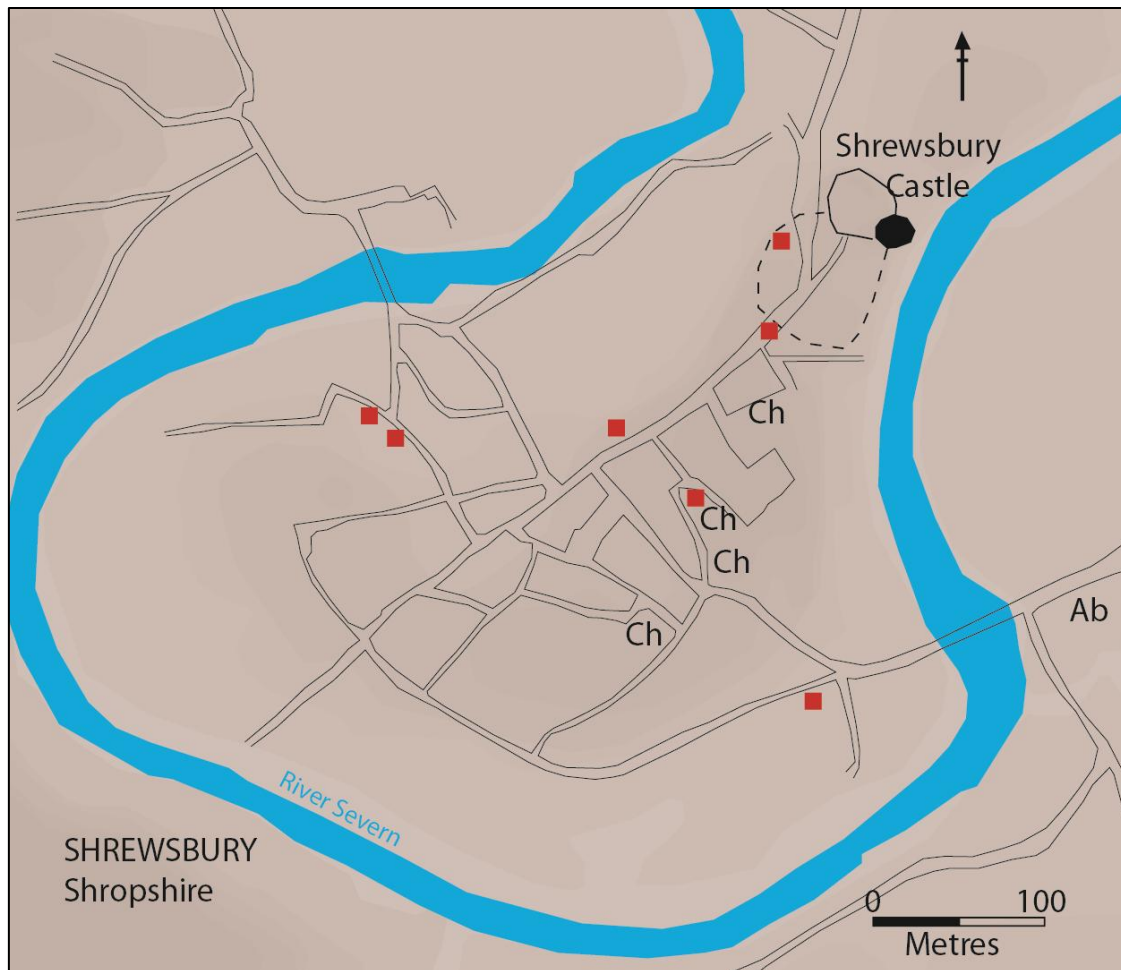 Shrewsbury
Castle
Ch
Ch
Ch
Ab
Ch
River Severn
SHREWSBURY
Shropshire
0 100
Metres